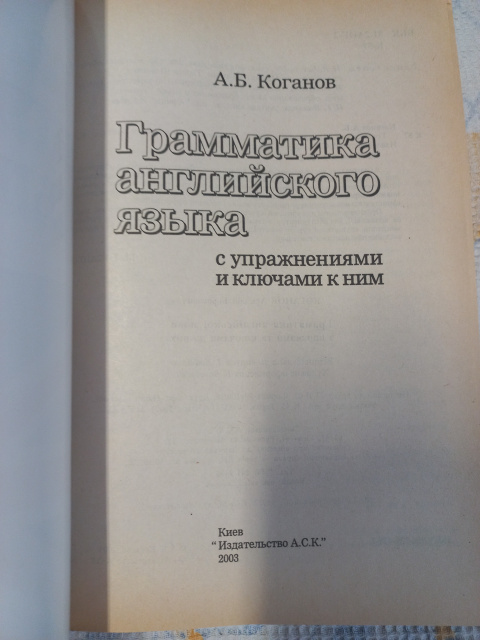 А.Б. Коганов
Грамматика
английского
языка
с упражнениями
и ключами к ним
Киев
"Издательство А.С.К."
2003